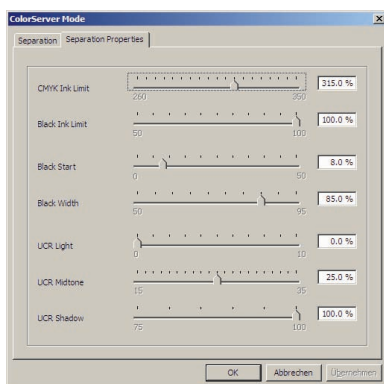 ColorServer Mode
Separation Separation Properties
CMYK Ink Limit 315.0 %
260 350
Black Ink Limit 100.0 %
50 100
Black Start 8.0 %
0 50
Black Width 85.0 %
50 95
UCR Light 0.0 %
0 10
UCR Midtone 25.0 %
15 35
UCR Shadow 100.0 %
75 100
OK Abbrechen Übernehmen